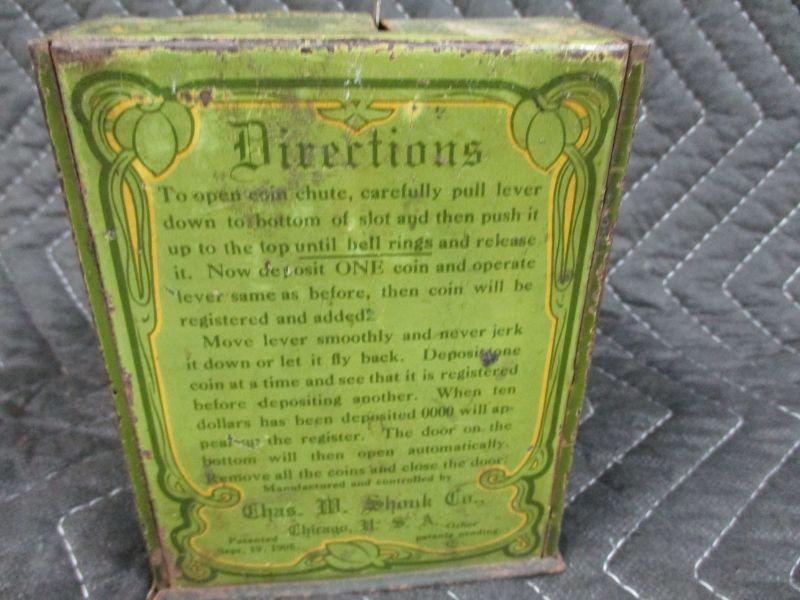 Directions
To open coin chute, carefully pull lever
down to bottom of slot and then push it
up to the top until bell rings and release
it. Now deposit ONE coin and operate
lever same as before, then coin will be
registered and added.
Move lever smoothly and never jerk
it down or let it fly back. Deposit one
coin at a time and see that it is registered
before depositing another. When ten
dollars has been deposited 0000 will ap-
pear on the register. The door on the
bottom will then open automatically.
Remove all the coins and close the door.
Manufactured and controlled by
Chas. W. Shonk Co.,
Chicago, U. S. A.
Patented Other
Sept. 19, 1905. patents pending.